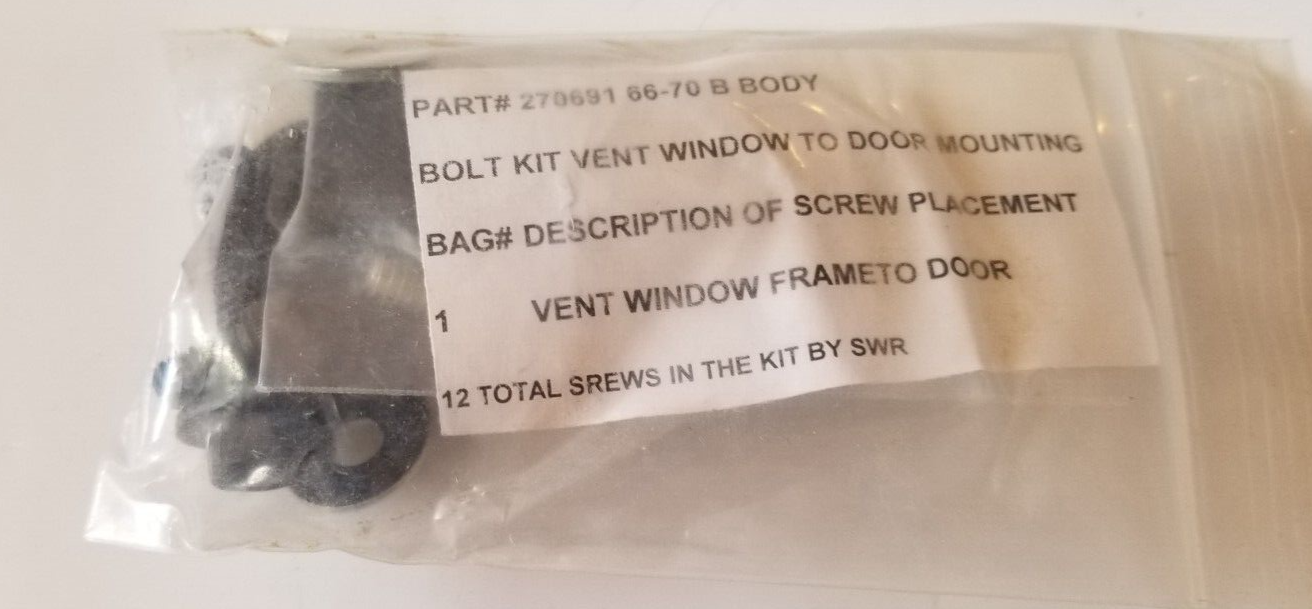 PART# 270691 66-70 B BODY
BOLT KIT VENT WINDOW TO DOOR MOUNTING
BAG# DESCRIPTION OF SCREW PLACEMENT
1 VENT WINDOW FRAMETO DOOR
12 TOTAL SREWS IN THE KIT BY SWR